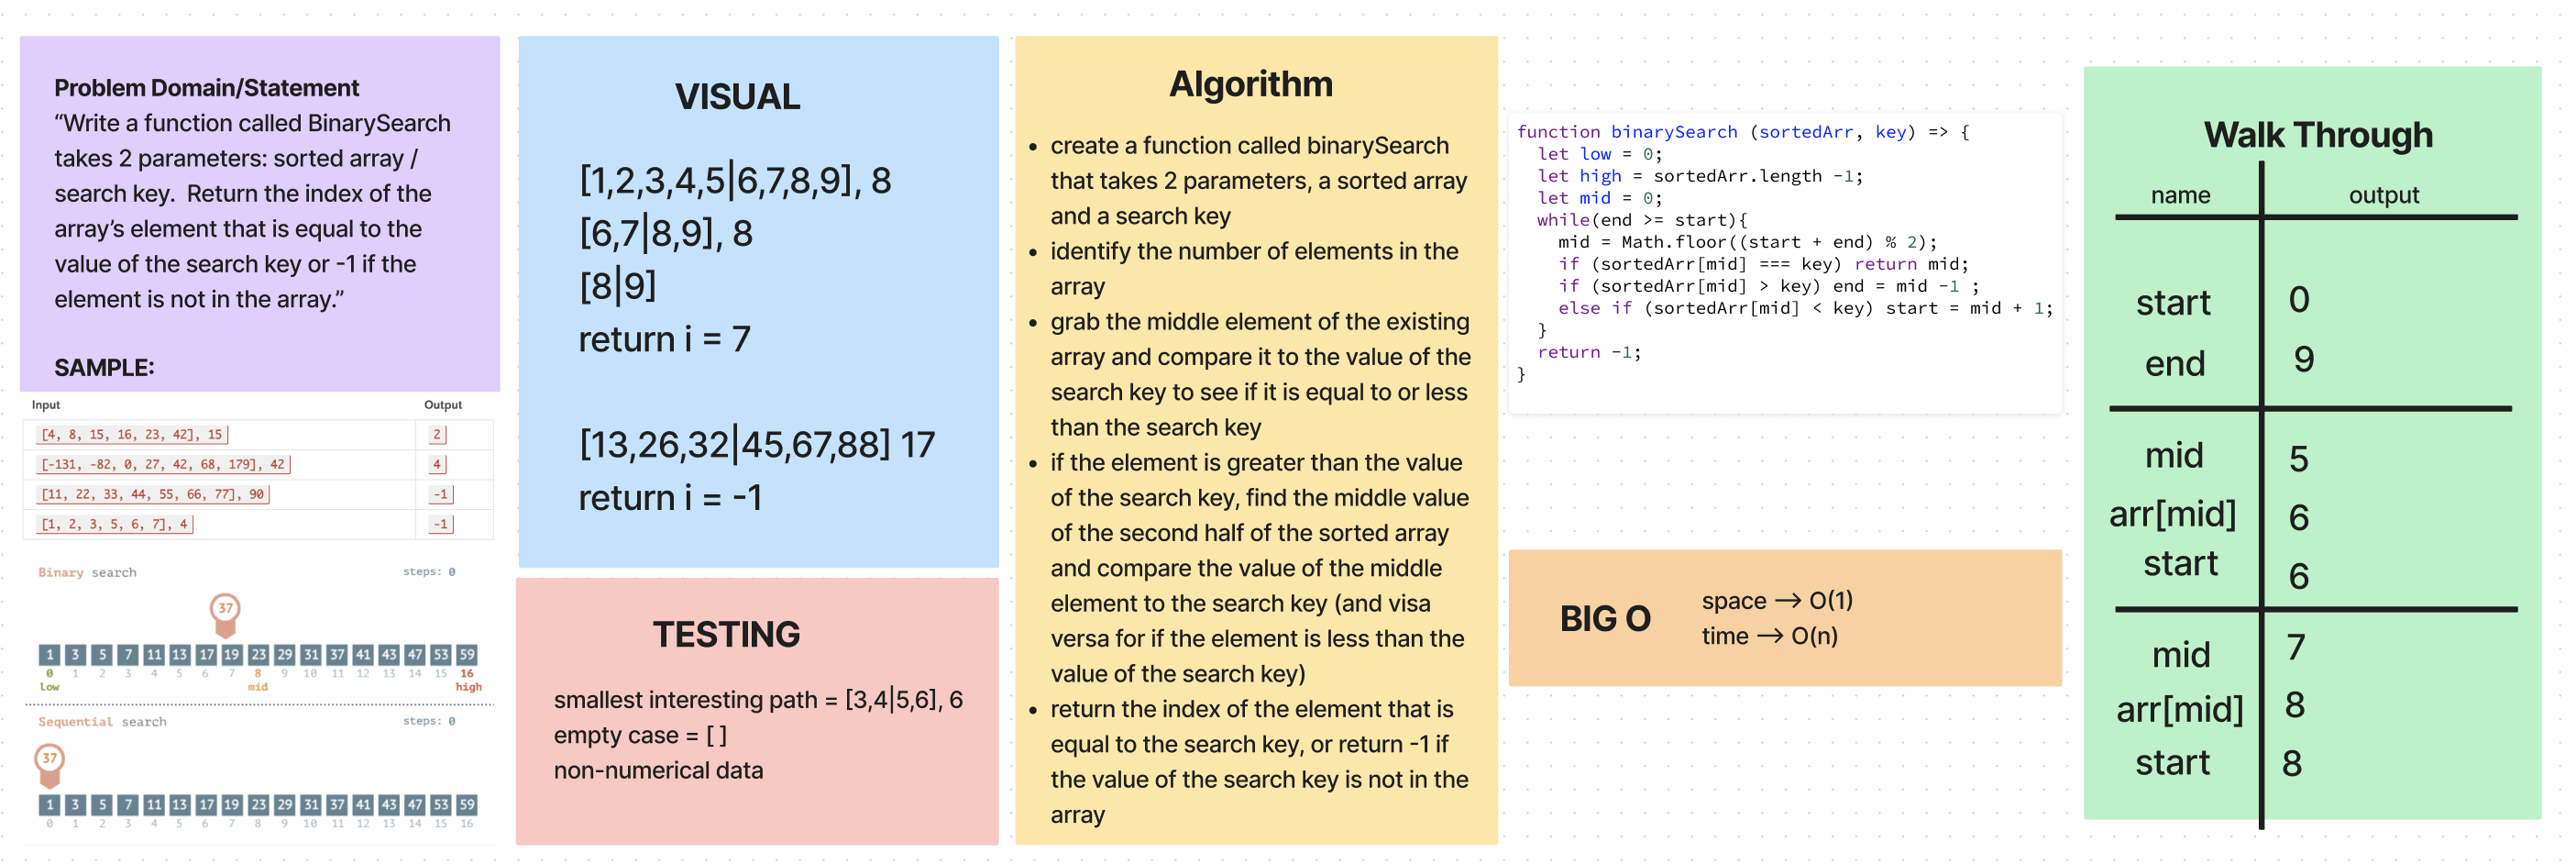 Problem Domain/Statement
“Write a function called BinarySearch
takes 2 parameters: sorted array /
search key.  Return the index of the
array’s element that is equal to the
value of the search key or -1 if the
element is not in the array.”
SAMPLE:
Input Output
[4, 8, 15, 16, 23, 42], 15 2
[-131, -82, 0, 27, 42, 68, 179], 42 4
[11, 22, 33, 44, 55, 66, 77], 90 -1
[1, 2, 3, 5, 6, 7], 4 -1
Binary search steps: 0
37
1 3 5 7 11 13 17 19 23 29 31 37 41 43 47 53 59
0 1 2 3 4 5 6 7 8 9 10 11 12 13 14 15 16
low mid high
Sequential search steps: 0
37
1 3 5 7 11 13 17 19 23 29 31 37 41 43 47 53 59
0 1 2 3 4 5 6 7 8 9 10 11 12 13 14 15 16
VISUAL
[1,2,3,4,5|6,7,8,9], 8
[6,7|8,9], 8
[8|9]
return i = 7
[13,26,32|45,67,88] 17
return i = -1
TESTING
smallest interesting path = [3,4|5,6], 6
empty case = [ ]
non-numerical data
Algorithm
• create a function called binarySearch
that takes 2 parameters, a sorted array
and a search key
• identify the number of elements in the
array
• grab the middle element of the existing
array and compare it to the value of the
search key to see if it is equal to or less
than the search key
• if the element is greater than the value
of the search key, find the middle value
of the second half of the sorted array
and compare the value of the middle
element to the search key (and visa
versa for if the element is less than the
value of the search key)
• return the index of the element that is
equal to the search key, or return -1 if
the value of the search key is not in the
array
function binarySearch (sortedArr, key) => {
let low = 0;
let high = sortedArr.length -1;
let mid = 0;
while(end >= start){
mid = Math.floor((start + end) % 2);
if (sortedArr[mid] === key) return mid;
if (sortedArr[mid] > key) end = mid -1 ;
else if (sortedArr[mid] < key) start = mid + 1;
}
return -1;
}
BIG O
space → O(1)
time → O(n)
Walk Through
name output
start 0
end 9
mid 5
arr[mid] 6
start 6
mid 7
arr[mid] 8
start 8